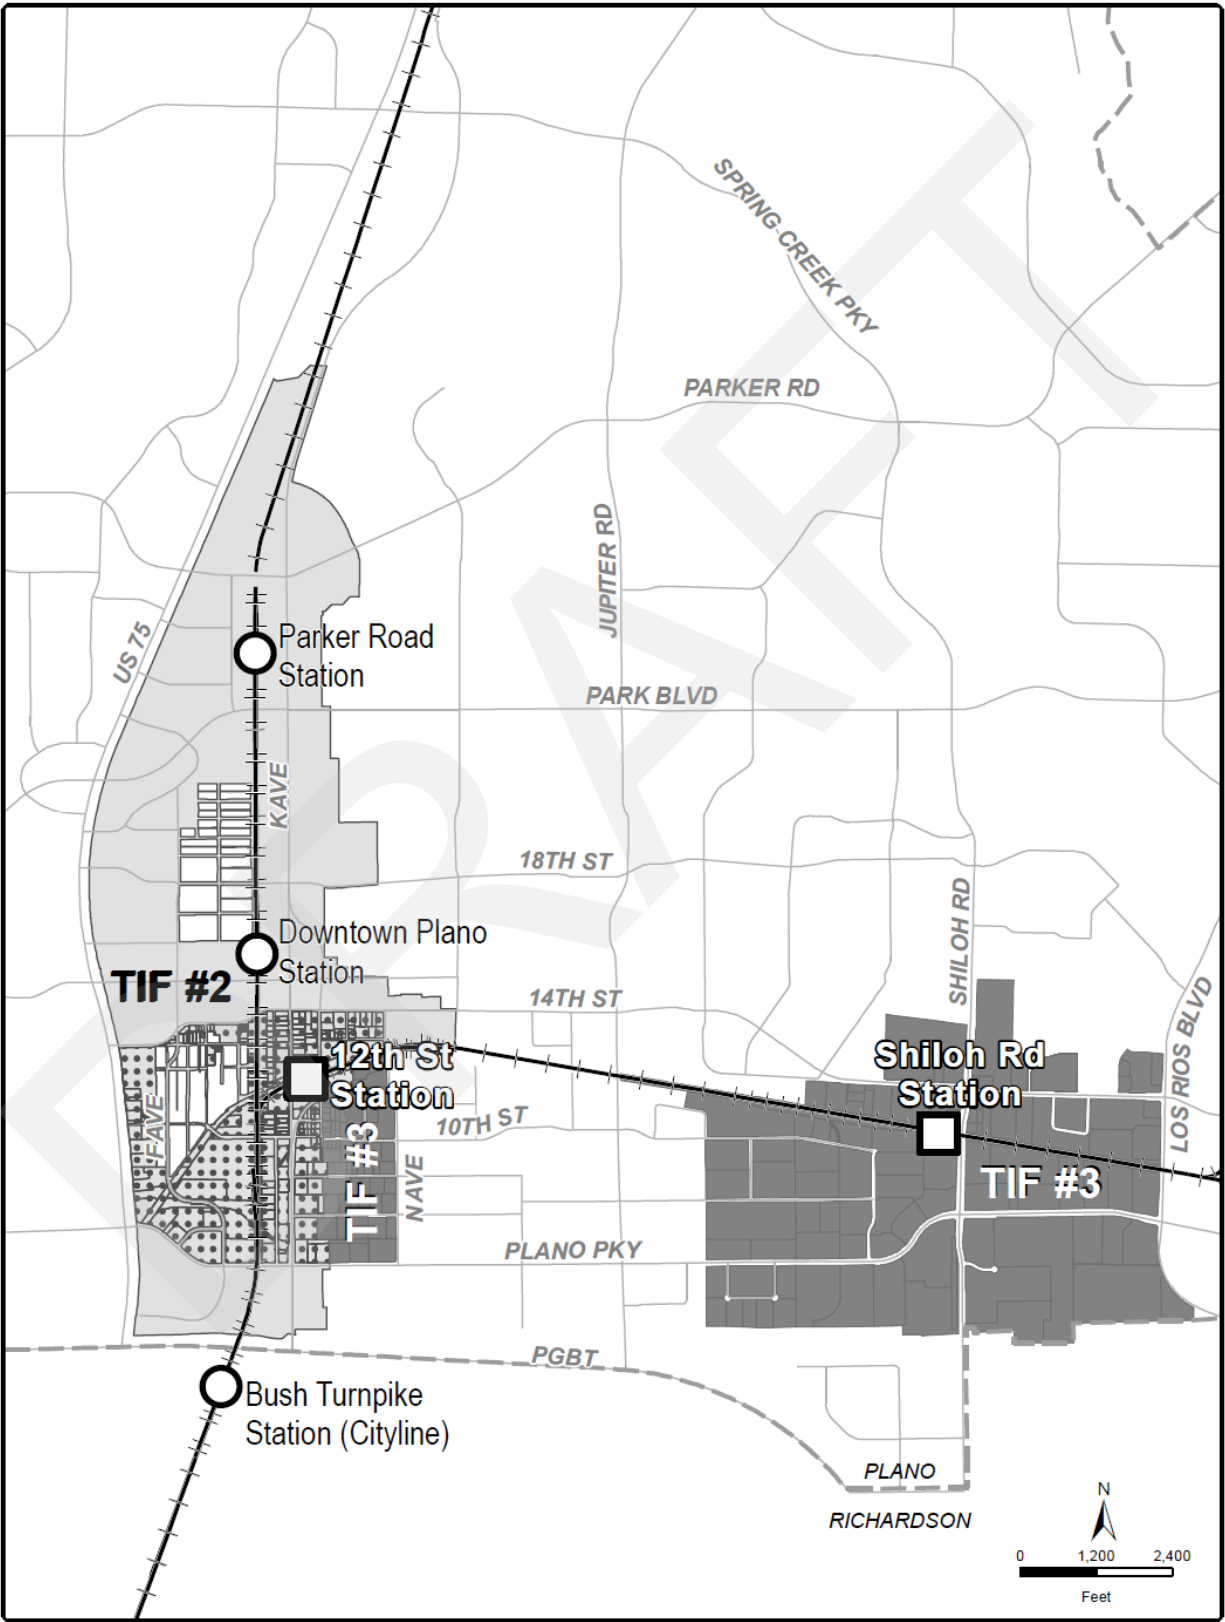 SPRING CREEK PKY
PARKER RD
JUPITER RD
US 75
Parker Road
Station
PARK BLVD
K AVE
18TH ST
SHILOH RD
Downtown Plano
Station
TIF #2
14TH ST
LOS RIOS BLVD
12th St
Station
Shiloh Rd
Station
F AVE
10TH ST
TIF #3
N AVE
TIF #3
PLANO PKY
PGBT
Bush Turnpike
Station (Cityline)
PLANO
RICHARDSON
N
0 1,200 2,400
Feet
DRAFT